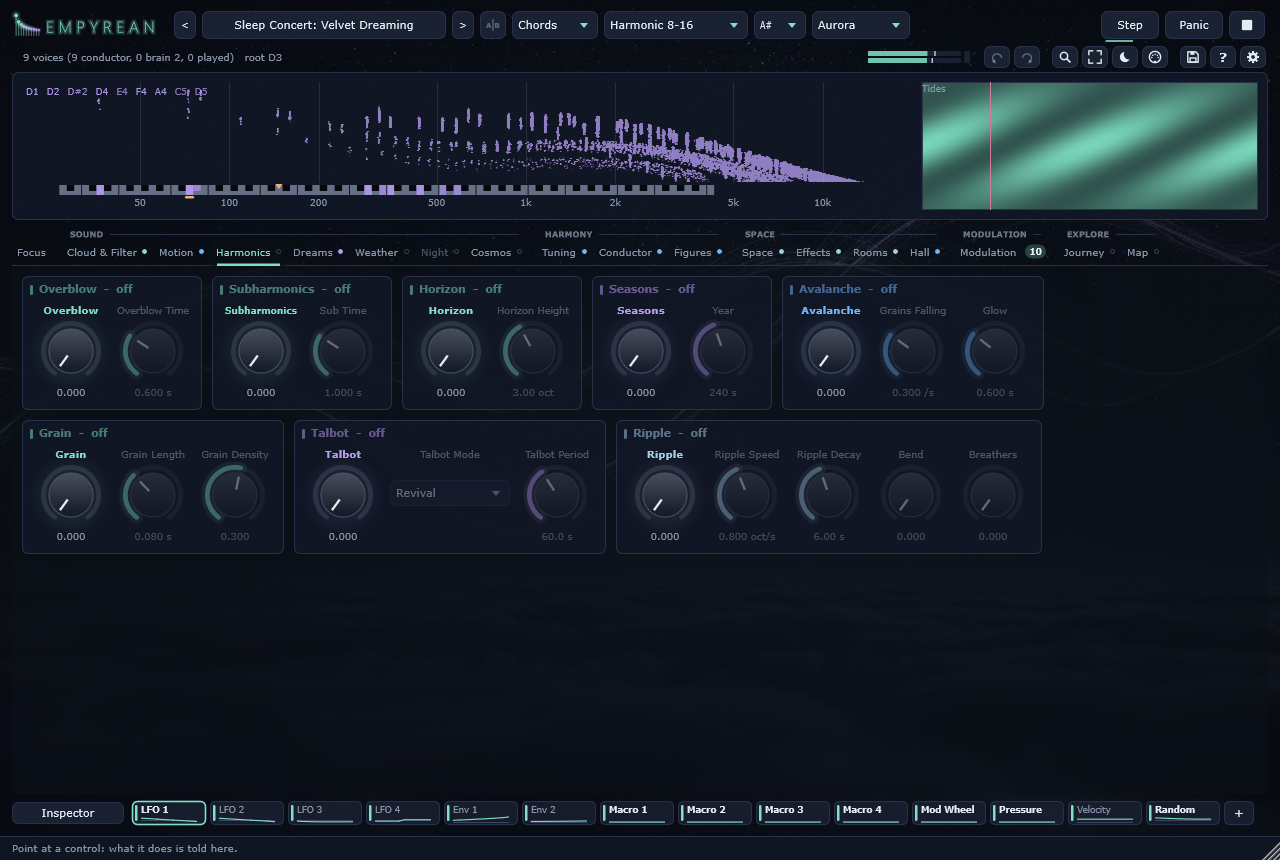 EMPYREAN < Sleep Concert: Velvet Dreaming > A|B Chords Harmonic 8-16 A# Aurora Step Panic
9 voices (9 conductor, 0 brain 2, 0 played) root D3 ?
D1 D2 D#2 D4 E4 F4 A4 C5 D5
Tides
50 100 200 500 1k 2k 5k 10k
SOUND HARMONY SPACE MODULATION EXPLORE
Focus Cloud & Filter Motion Harmonics Dreams Weather Night Cosmos Tuning Conductor Figures Space Effects Rooms Hall Modulation 10 Journey Map
Overblow - off Subharmonics - off Horizon - off Seasons - off Avalanche - off
Overblow Overblow Time Subharmonics Sub Time Horizon Horizon Height Seasons Year Avalanche Grains Falling Glow
0.000 0.600 s 0.000 1.000 s 0.000 3.00 oct 0.000 240 s 0.000 0.300 /s 0.600 s
Grain - off Talbot - off Ripple - off
Grain Grain Length Grain Density Talbot Talbot Mode Talbot Period Ripple Ripple Speed Ripple Decay Bend Breathers
Revival
0.000 0.080 s 0.300 0.000 60.0 s 0.000 0.800 oct/s 6.00 s 0.000 0.000
Inspector LFO 1 LFO 2 LFO 3 LFO 4 Env 1 Env 2 Macro 1 Macro 2 Macro 3 Macro 4 Mod Wheel Pressure Velocity Random +
Point at a control: what it does is told here.